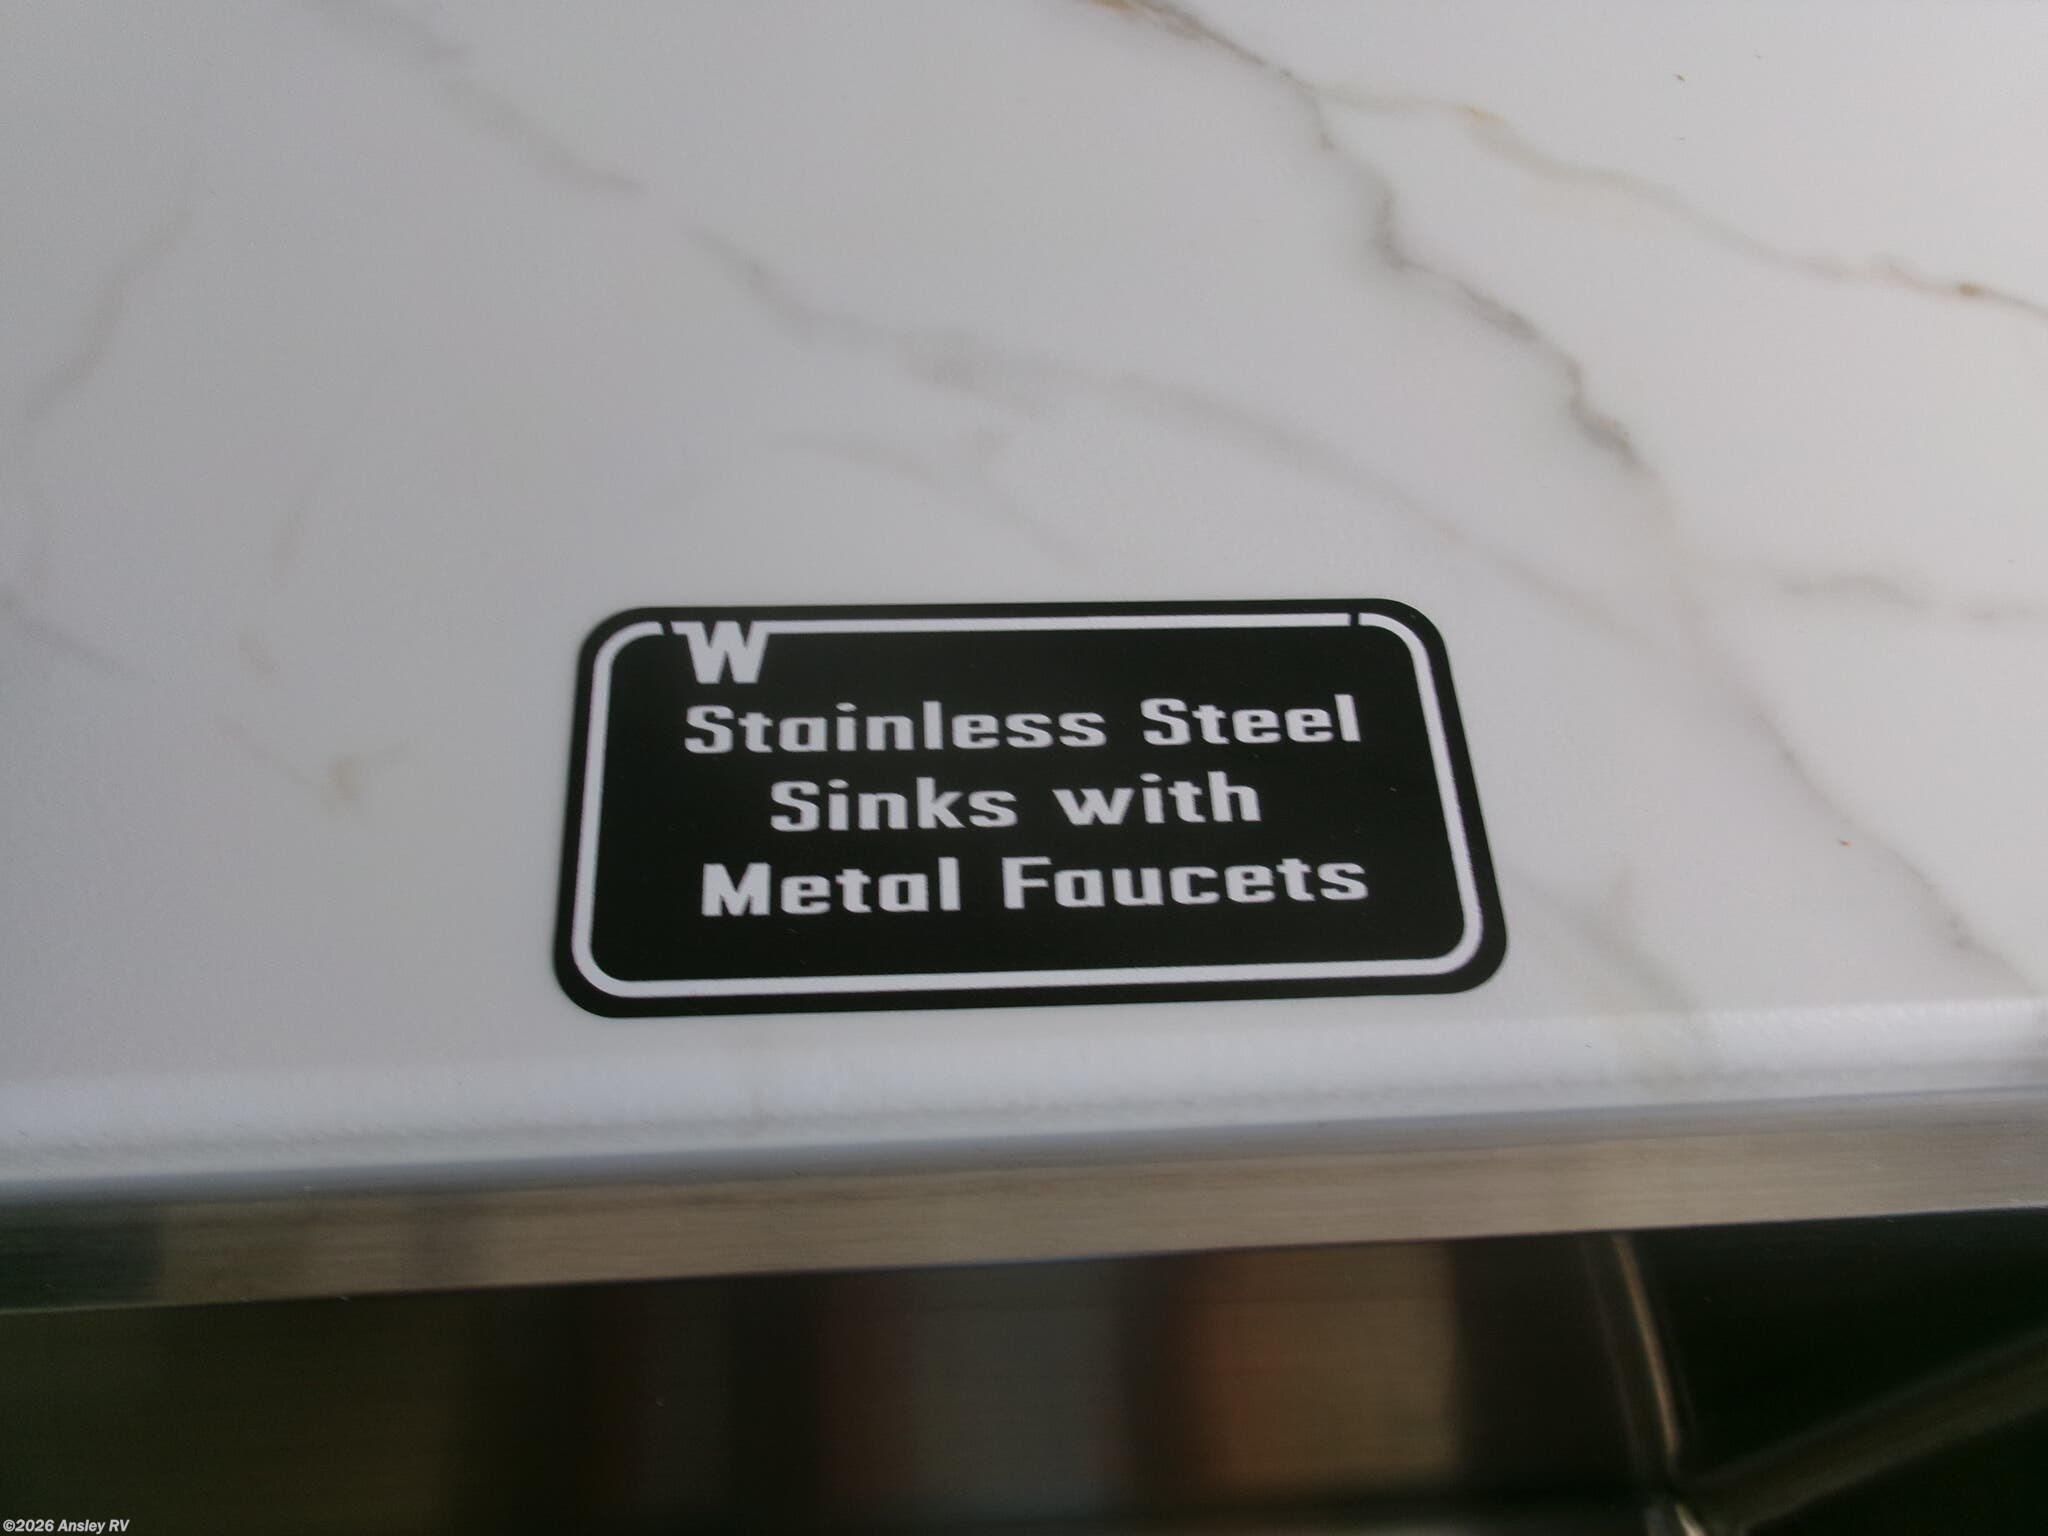 W
Stainless Steel
Sinks with
Metal Faucets
©2026 Ansley RV